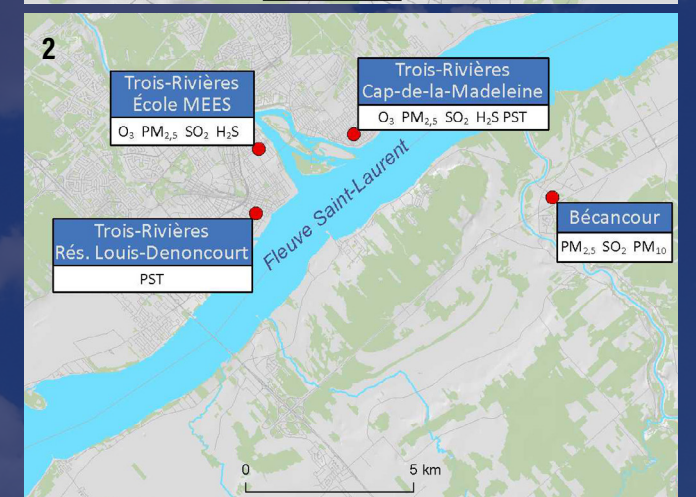 2
Trois-Rivières
École MEES
O₃ PM₂,₅ SO₂ H₂S
Trois-Rivières
Cap-de-la-Madeleine
O₃ PM₂,₅ SO₂ H₂S PST
Trois-Rivières
Rés. Louis-Denoncourt
PST
Fleuve Saint-Laurent
Bécancour
PM₂,₅ SO₂ PM₁₀
0 5 km